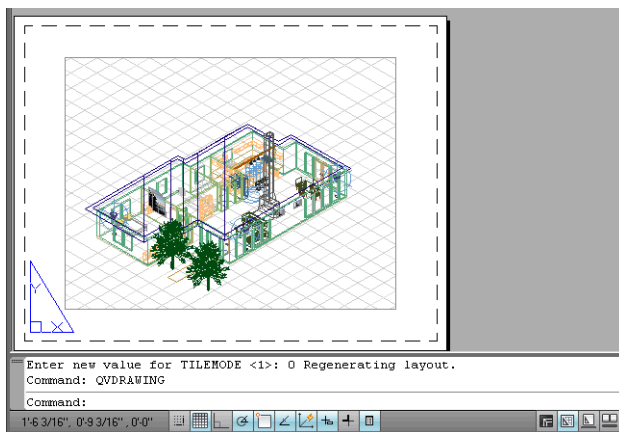 Y
X
Enter new value for TILEMODE <1>: 0 Regenerating layout.
Command: QVDRAWING
Command:
1'-6 3/16", 0'-9 3/16" , 0'-0"